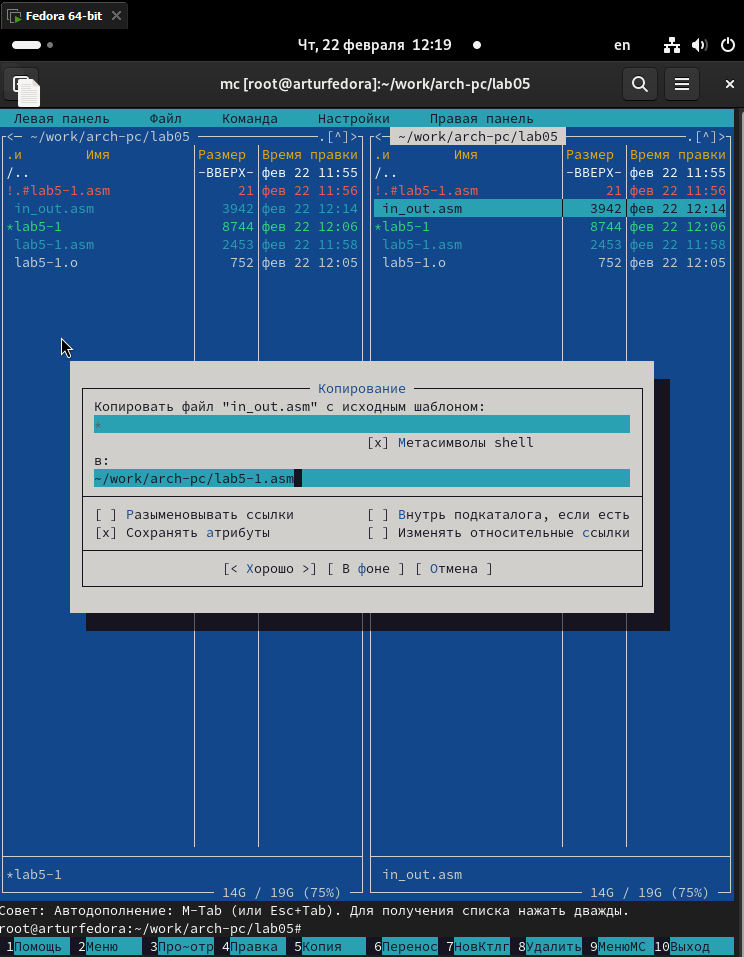 Fedora 64-bit
Чт, 22 февраля 12:19
en
mc [root@arturfedora]:~/work/arch-pc/lab05
Левая панель Файл Команда Настройки Правая панель
<─ ~/work/arch-pc/lab05 .[^]>
.и Имя Размер Время правки
/.. -ВВЕРХ- фев 22 11:55
!.#lab5-1.asm 21 фев 22 11:56
in_out.asm 3942 фев 22 12:14
*lab5-1 8744 фев 22 12:06
lab5-1.asm 2453 фев 22 11:58
lab5-1.o 752 фев 22 12:05
<─ ~/work/arch-pc/lab05 .[^]>
.и Имя Размер Время правки
/.. -ВВЕРХ- фев 22 11:55
!.#lab5-1.asm 21 фев 22 11:56
in_out.asm 3942 фев 22 12:14
*lab5-1 8744 фев 22 12:06
lab5-1.asm 2453 фев 22 11:58
lab5-1.o 752 фев 22 12:05
Копирование
Копировать файл "in_out.asm" с исходным шаблоном:
*
[x] Метасимволы shell
в:
~/work/arch-pc/lab5-1.asm
[ ] Разыменовывать ссылки [ ] Внутрь подкаталога, если есть
[x] Сохранять атрибуты [ ] Изменять относительные ссылки
[< Хорошо >] [ В фоне ] [ Отмена ]
*lab5-1
14G / 19G (75%)
in_out.asm
14G / 19G (75%)
Совет: Автодополнение: M-Tab (или Esc+Tab). Для получения списка нажать дважды.
root@arturfedora:~/work/arch-pc/lab05#
1Помощь 2Меню 3Про~отр 4Правка 5Копия 6Перенос 7НовКтлг 8Удалить 9МенюMC 10Выход